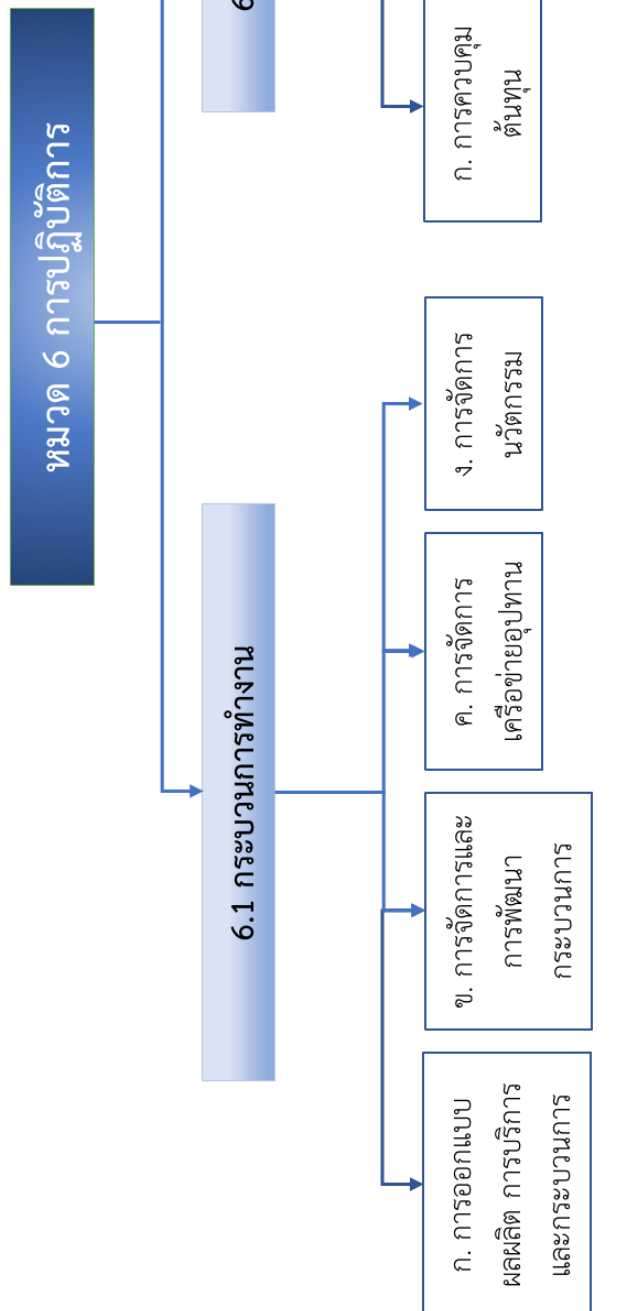 หมวด 6 การปฏิบัติการ
6.1 กระบวนการทำงาน
6
ก. การออกแบบ
ผลผลิต การบริการ
และกระบวนการ
ข. การจัดการและ
การพัฒนา
กระบวนการ
ค. การจัดการ
เครือข่ายอุปทาน
ง. การจัดการ
นวัตกรรม
ก. การควบคุม
ต้นทุน